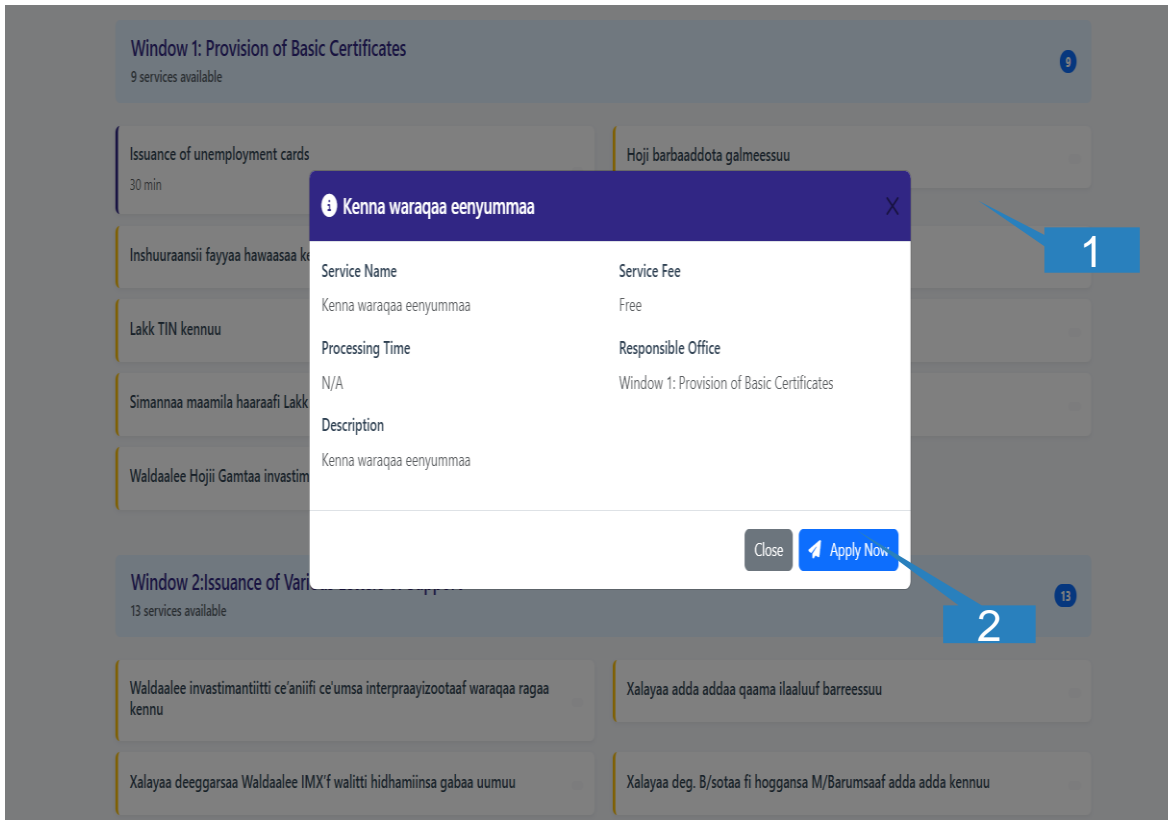 Window 1: Provision of Basic Certificates
9 services available
9
Issuance of unemployment cards
30 min
Hoji barbaaddota galmeessuu
Kenna waraqaa eenyummaa
X
1
Inshuuraansii fayyaa hawaasaa
Service Name
Service Fee
Kenna waraqaa eenyummaa
Free
Lakk TIN kennuu
Processing Time
Responsible Office
N/A
Window 1: Provision of Basic Certificates
Simannaa maamila haaraafi Lakk
Description
Kenna waraqaa eenyummaa
Waldaalee Hojii Gamtaa
Close
Apply Now
Window 2:Issuance of
13 services available
13
2
Waldaalee invastimantiitti ce'aniifi ce'umsa interpraayizootaaf waraqaa ragaa
kennu
Xalayaa adda addaa qaama ilaaluuf barreessuu
Xalayaa deeggarsaa Waldaalee IMX'f walitti hidhamiinsa gabaa uumuu
Xalayaa deg. B/sotaa fi hoggansa M/Barumsaaf adda adda kennuu